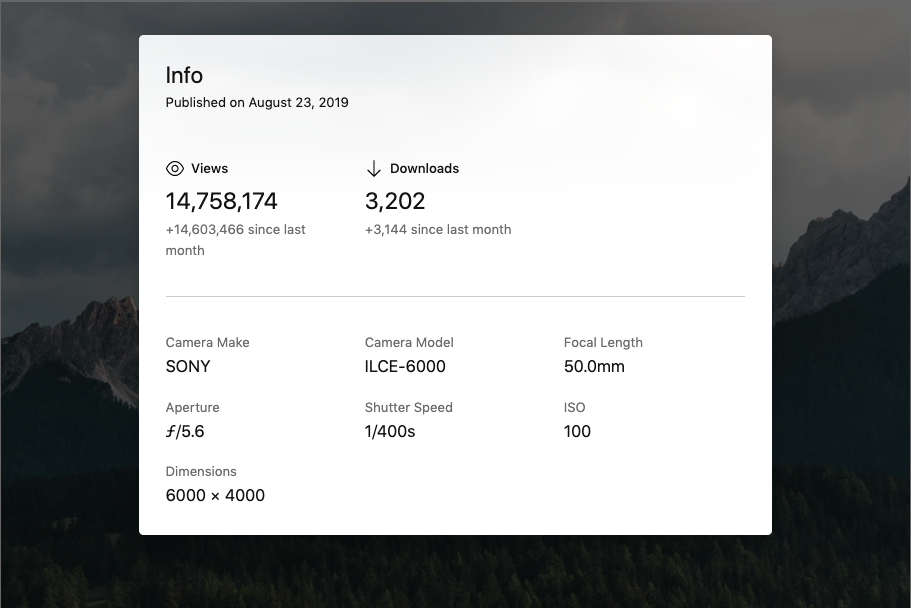 Info
Published on August 23, 2019
Views
Downloads
14,758,174
3,202
+14,603,466 since last
month
+3,144 since last month
Camera Make
Camera Model
Focal Length
SONY
ILCE-6000
50.0mm
Aperture
Shutter Speed
ISO
ƒ/5.6
1/400s
100
Dimensions
6000 × 4000